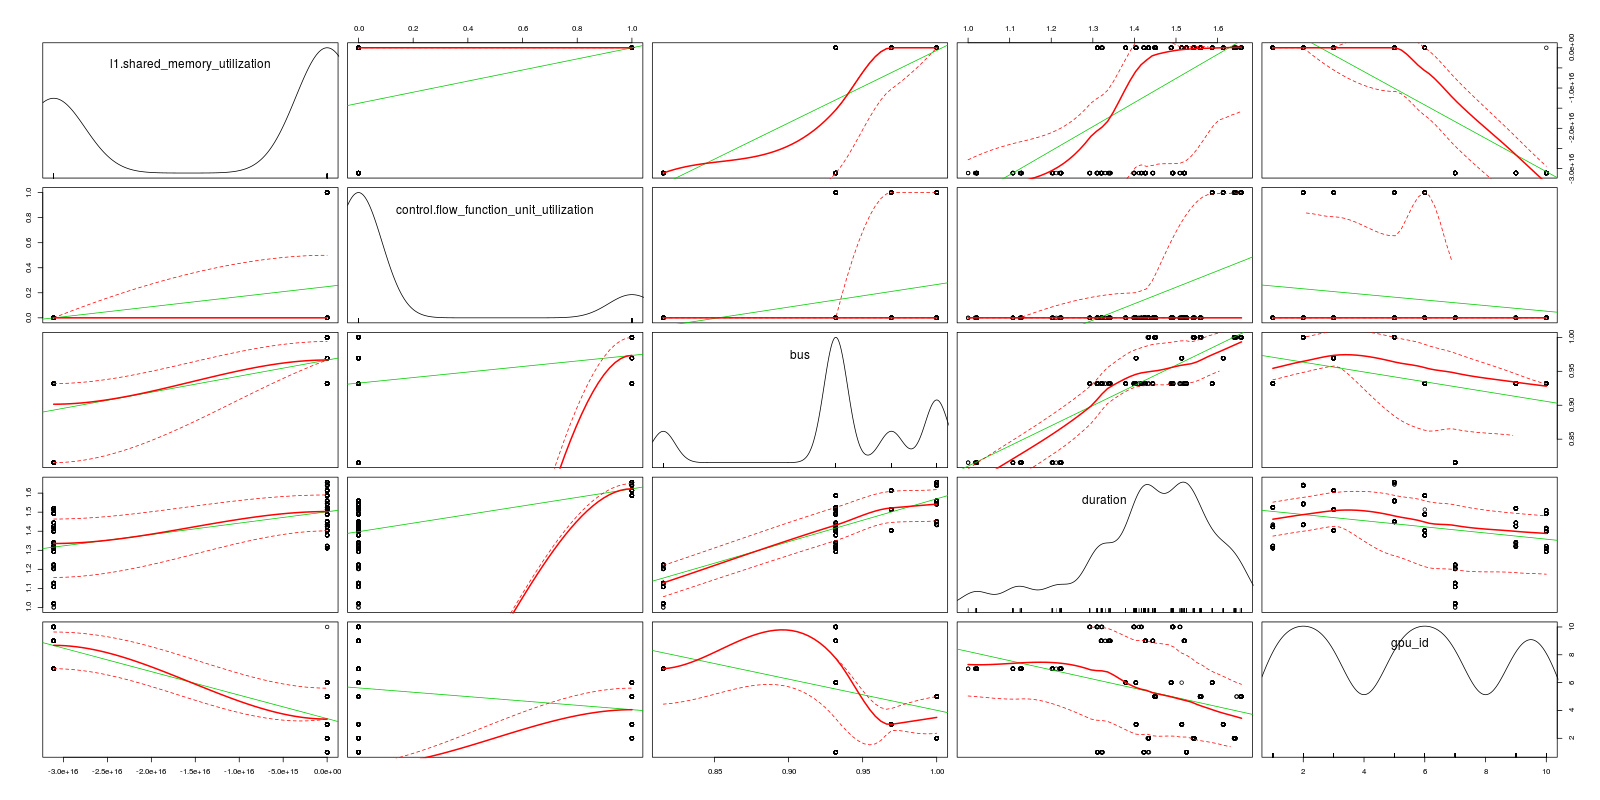 0.0 0.2 0.4 0.6 0.8 1.0 1.0 1.1 1.2 1.3 1.4 1.5 1.6
l1.shared_memory_utilization
-3.0e+16 -2.0e+16 -1.0e+16 0.0e+00
0.0 0.2 0.4 0.6 0.8 1.0
control.flow_function_unit_utilization
bus
0.85 0.90 0.95 1.00
1.0 1.1 1.2 1.3 1.4 1.5 1.6
duration
gpu_id
2 4 6 8 10
-3.0e+16 -2.5e+16 -2.0e+16 -1.5e+16 -1.0e+16 -5.0e+15 0.0e+00 0.85 0.90 0.95 1.00 2 4 6 8 10